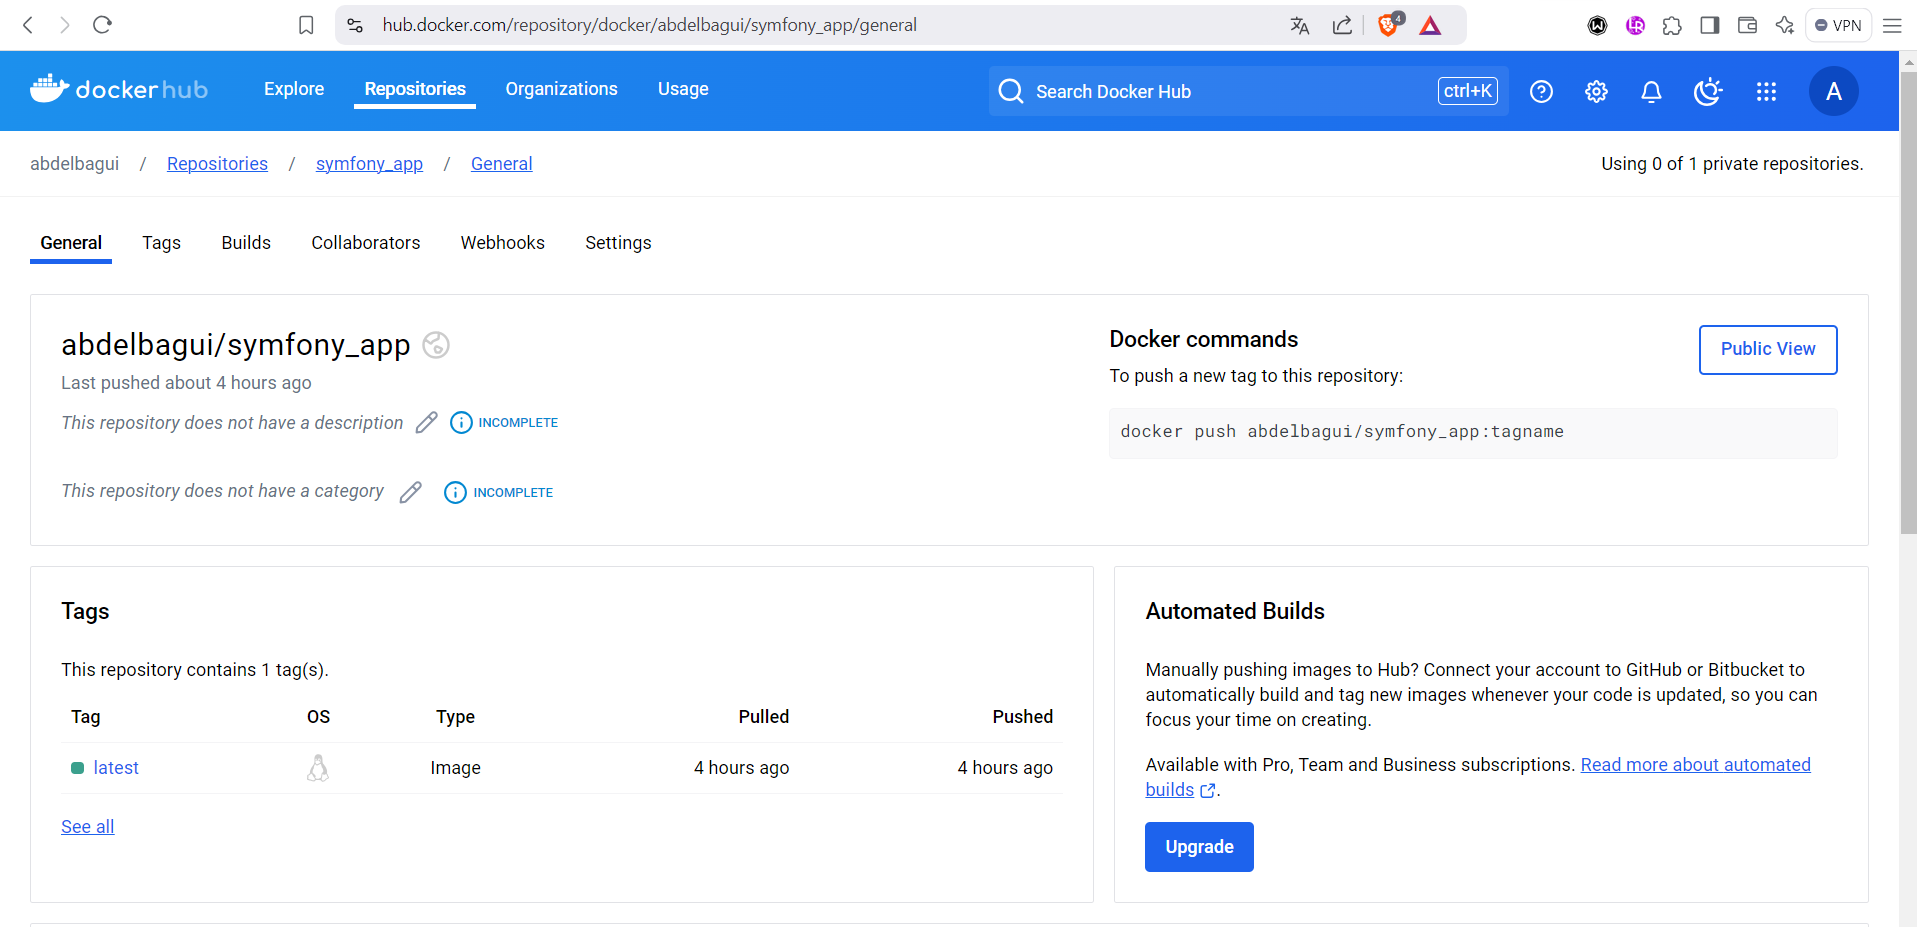 hub.docker.com/repository/docker/abdelbagui/symfony_app/general
4
VPN
docker hub
Explore
Repositories
Organizations
Usage
Search Docker Hub
ctrl+K
A
abdelbagui / Repositories / symfony_app / General
Using 0 of 1 private repositories.
General
Tags
Builds
Collaborators
Webhooks
Settings
abdelbagui/symfony_app
Last pushed about 4 hours ago
This repository does not have a description
INCOMPLETE
This repository does not have a category
INCOMPLETE
Docker commands
To push a new tag to this repository:
Public View
docker push abdelbagui/symfony_app:tagname
Tags
This repository contains 1 tag(s).
Tag OS Type Pulled Pushed
latest Image 4 hours ago 4 hours ago
See all
Automated Builds
Manually pushing images to Hub? Connect your account to GitHub or Bitbucket to
automatically build and tag new images whenever your code is updated, so you can
focus your time on creating.
Available with Pro, Team and Business subscriptions. Read more about automated
builds.
Upgrade